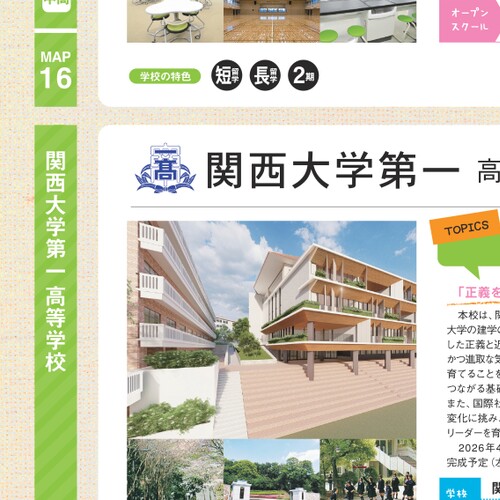 オープン
スクール
MAP
16
学校の特色
短 留学
長 留学
2期
関西大学第一高等学校
高
関西大学第一 高
TOPICS
「正義を
本校は、関
大学の建学の
した正義と近
かつ進取な気
育てることを
つながる基礎
また、国際社
変化に挑み、
リーダーを育
2026年4
完成予定（左
学校